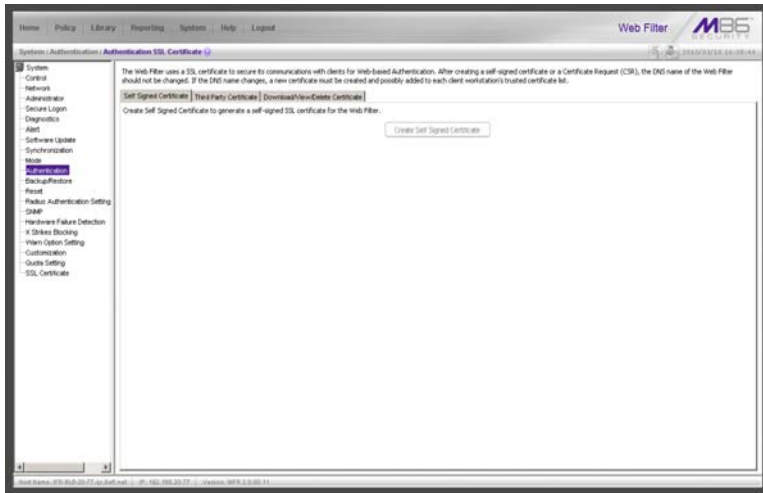 Home Policy Library Reporting System Help Logout
Web Filter
M86 SECURITY
System : Authentication : Authentication SSL Certificate
System
Control
Network
Administrator
Secure Logon
Diagnostics
Alert
Software Update
Synchronization
Mode
Authentication
Backup/Restore
Reset
Radius Authentication Setting
SNMP
Hardware Failure Detection
X Strikes Blocking
Warn Option Setting
Customization
Quota Setting
SSL Certificate
The Web Filter uses a SSL certificate to secure its communications with clients for Web-based Authentication. After creating a self-signed certificate or a Certificate Request (CSR), the DNS name of the Web Filter
should not be changed. If the DNS name changes, a new certificate must be created and possibly added to each client workstation's trusted certificate list.
Self Signed Certificate Third Party Certificate Download/View/Delete Certificate
Create Self Signed Certificate to generate a self-signed SSL certificate for the Web Filter.
Create Self Signed Certificate
Host Name: IP: Version: WFR